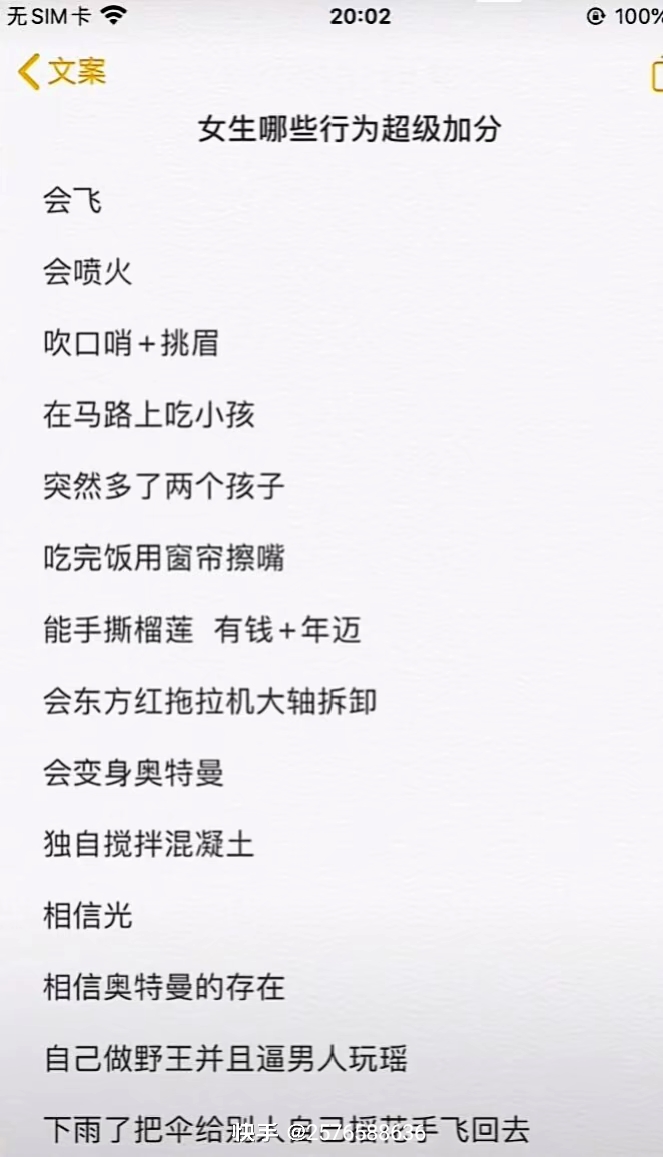 无SIM卡 20:02 100%
文案
女生哪些行为超级加分
会飞
会喷火
吹口哨+挑眉
在马路上吃小孩
突然多了两个孩子
吃完饭用窗帘擦嘴
能手撕榴莲 有钱+年迈
会东方红拖拉机大轴拆卸
会变身奥特曼
独自搅拌混凝土
相信光
相信奥特曼的存在
自己做野王并且逼男人玩瑶
下雨了把伞给别人自己摇花手飞回去
快手 @2576588636